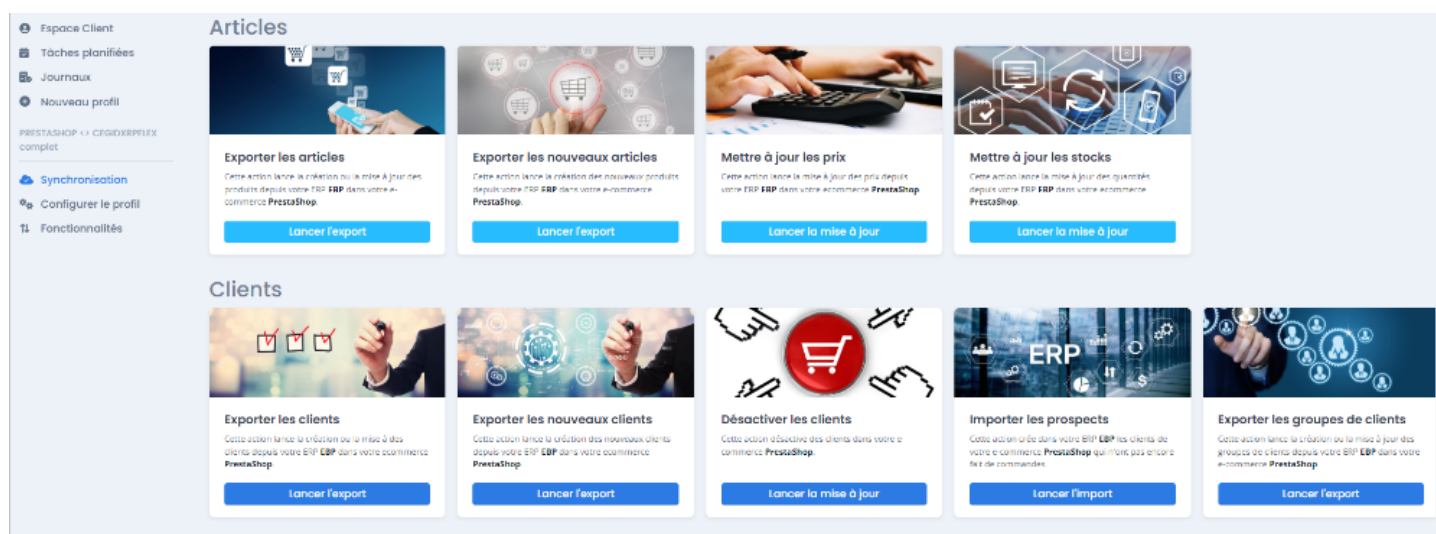 Espace Client
Tâches planifiées
Journaux
Nouveau profil
PRESTASHOP <> CEGIDXRPFLEX
complet
Synchronisation
Configurer le profil
Fonctionnalités
Articles
Exporter les articles
Cette action lance la création ou la mise à jour des
produits depuis votre ERP EBP dans votre e-
commerce PrestaShop.
Lancer l'export
Exporter les nouveaux articles
Cette action lance la création des nouveaux produits
depuis votre ERP EBP dans votre e-commerce
PrestaShop.
Lancer l'export
Mettre à jour les prix
Cette action lance la mise à jour des prix depuis
votre ERP EBP dans votre ecommerce PrestaShop
Lancer la mise à jour
Mettre à jour les stocks
Cette action lance la mise à jour des quantités
depuis votre ERP EBP dans votre ecommerce
PrestaShop.
Lancer la mise à jour
Clients
Exporter les clients
Cette action lance la création ou la mise à des
clients depuis votre ERP EBP dans votre ecommerce
PrestaShop
Lancer l'export
Exporter les nouveaux clients
Cette action lance la création des nouveaux clients
depuis votre ERP EBP dans votre ecommerce
PrestaShop
Lancer l'export
Désactiver les clients
Cette action désactive des clients dans votre e
commerce PrestaShop.
Lancer la mise à jour
ERP
Importer les prospects
Cette action crée dans votre ERP EBP les clients de
votre e-commerce PrestaShop qui n'ont pas encore
fait de commandes
Lancer l'import
Exporter les groupes de clients
Cette action lance la création ou la mise à jour des
groupes de clients depuis votre ERP EBP dans votre
e-commerce PrestaShop
Lancer l'export